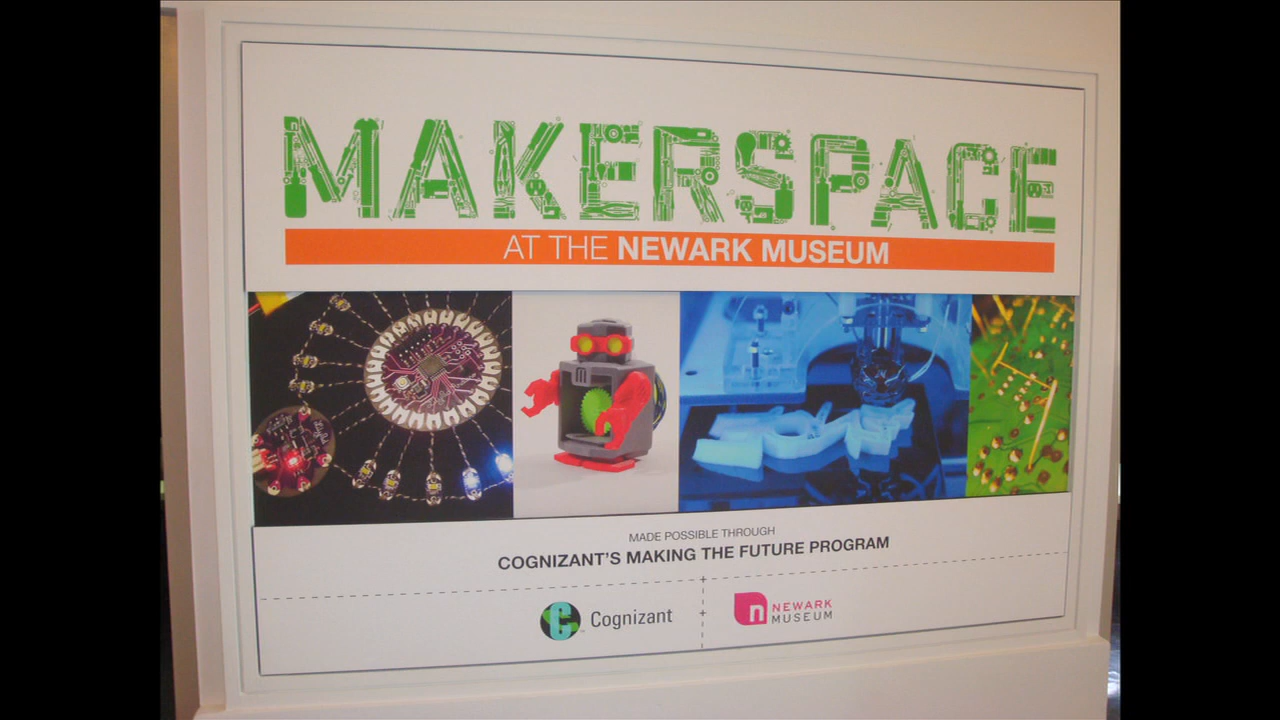 MAKERSPACE
AT THE NEWARK MUSEUM
MADE POSSIBLE THROUGH
COGNIZANT'S MAKING THE FUTURE PROGRAM
Cognizant
NEWARK
MUSEUM